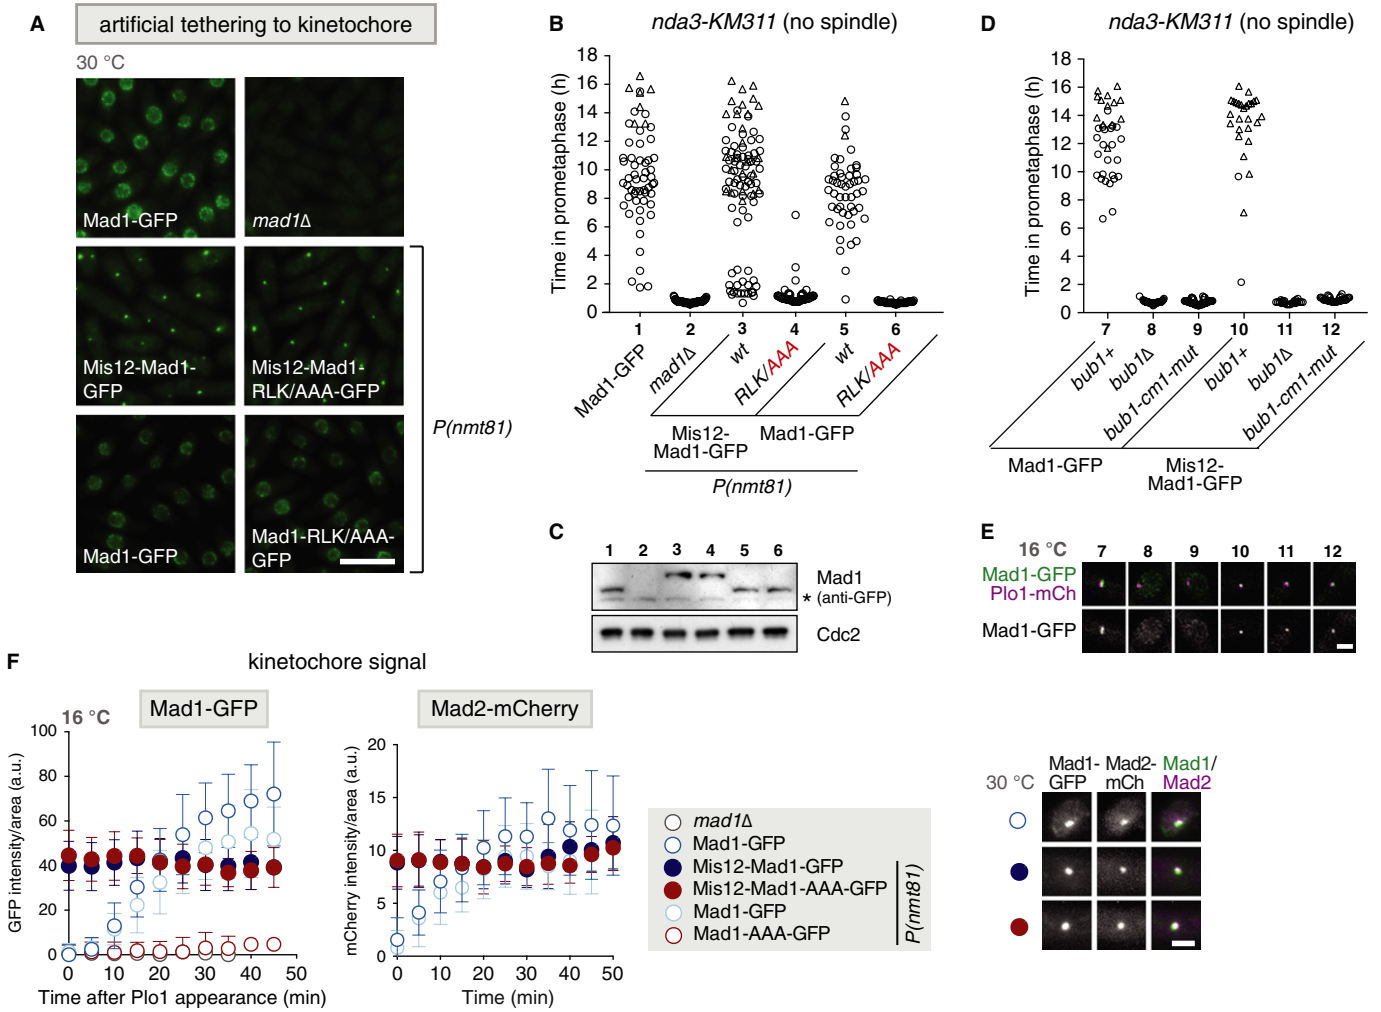 A
artificial tethering to kinetochore
30 °C
Mad1-GFP
mad1Δ
Mis12-Mad1-
GFP
Mis12-Mad1-
RLK/AAA-GFP
Mad1-GFP
Mad1-RLK/AAA-
GFP
P(nmt81)
B
nda3-KM311 (no spindle)
Time in prometaphase (h)
18
16
14
12
10
8
6
4
2
0
1 2 3 4 5 6
Mad1-GFP
mad1Δ
wt
RLK/AAA
wt
RLK/AAA
Mis12-
Mad1-GFP
Mad1-GFP
P(nmt81)
C
1 2 3 4 5 6
Mad1
* (anti-GFP)
Cdc2
D
nda3-KM311 (no spindle)
Time in prometaphase (h)
18
16
14
12
10
8
6
4
2
0
7 8 9 10 11 12
bub1+
bub1Δ
bub1-cm1-mut
bub1+
bub1Δ
bub1-cm1-mut
Mad1-GFP
Mis12-
Mad1-GFP
E
16 °C
7 8 9 10 11 12
Mad1-GFP
Plo1-mCh
Mad1-GFP
F
kinetochore signal
16 °C
Mad1-GFP
GFP intensity/area (a.u.)
100
80
60
40
20
0
0 10 20 30 40 50
Time after Plo1 appearance (min)
Mad2-mCherry
mCherry intensity/area (a.u.)
20
15
10
5
0
0 10 20 30 40 50
Time (min)
mad1Δ
Mad1-GFP
Mis12-Mad1-GFP
Mis12-Mad1-AAA-GFP
Mad1-GFP
Mad1-AAA-GFP
P(nmt81)
30 °C
Mad1-
GFP
Mad2-
mCh
Mad1/
Mad2